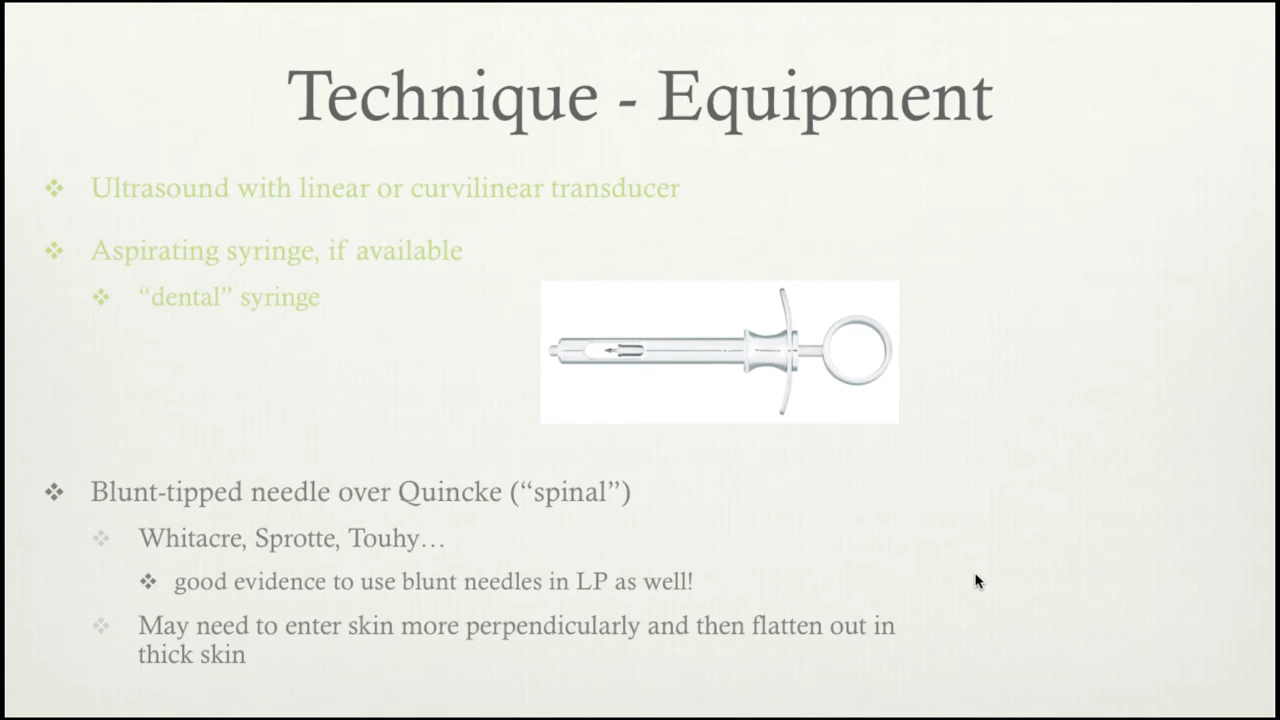 Technique - Equipment
Ultrasound with linear or curvilinear transducer
Aspirating syringe, if available
“dental” syringe
Blunt-tipped needle over Quincke (“spinal”)
Whitacre, Sprotte, Touhy…
good evidence to use blunt needles in LP as well!
May need to enter skin more perpendicularly and then flatten out in
thick skin